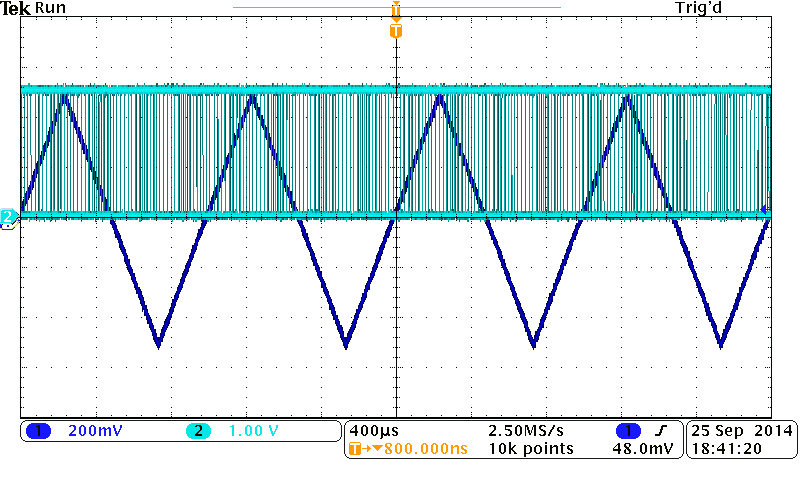 Tek Run Trig'd
T
T
2
1 200mV 2 1.00 V
400µs 2.50MS/s 1 25 Sep 2014
T→▼800.000ns 10k points 48.0mV 18:41:20